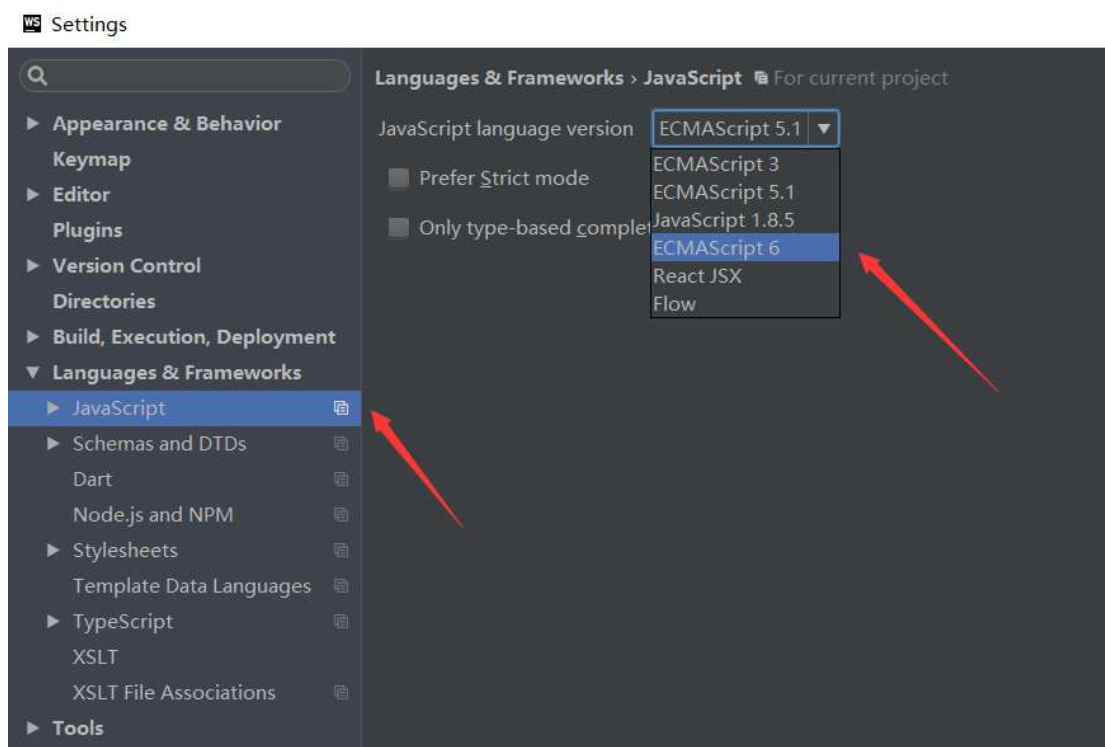 WS Settings
Languages & Frameworks › JavaScript For current project
Appearance & Behavior
Keymap
Editor
Plugins
Version Control
Directories
Build, Execution, Deployment
Languages & Frameworks
JavaScript
Schemas and DTDs
Dart
Node.js and NPM
Stylesheets
Template Data Languages
TypeScript
XSLT
XSLT File Associations
Tools
JavaScript language version ECMAScript 5.1
Prefer Strict mode
Only type-based complet
ECMAScript 3
ECMAScript 5.1
JavaScript 1.8.5
ECMAScript 6
React JSX
Flow